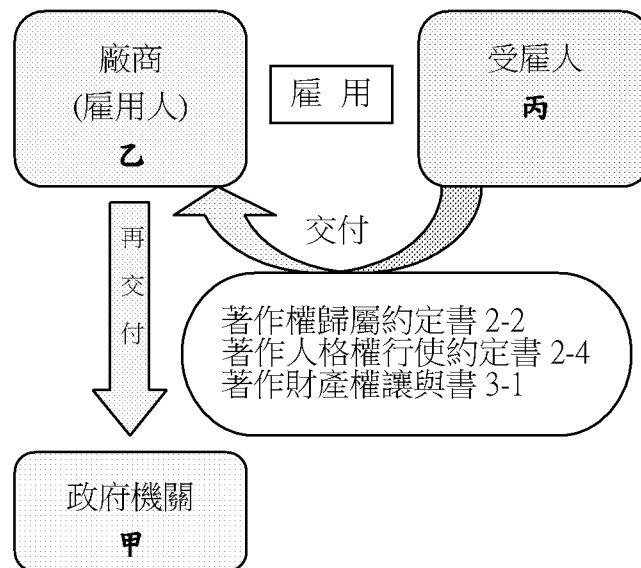 廠商
(雇用人)
乙
雇 用
受雇人
丙
交付
再
交
付
著作權歸屬約定書 2-2
著作人格權行使約定書 2-4
著作財產權讓與書 3-1
政府機關
甲